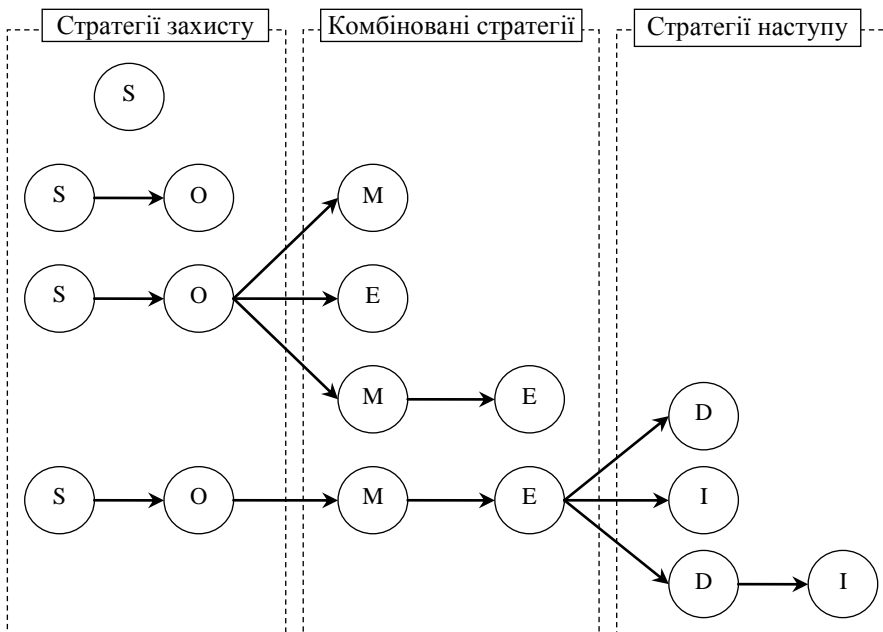 Стратегії захисту
Комбіновані стратегії
Стратегії наступу
S
S O M
S O E
M E D
S O M E I
D I